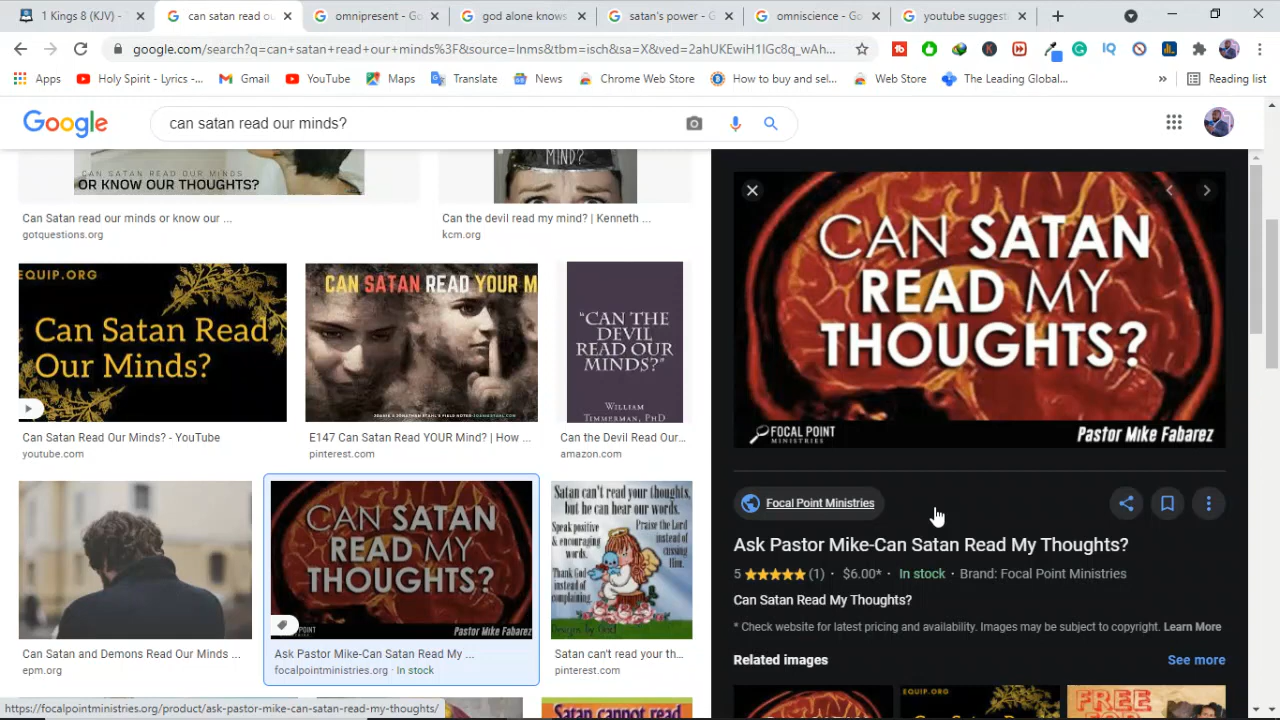 1 Kings 8 (KJV) -
can satan read ou
omnipresent - Go
god alone knows
satan's power - G
omniscience - Go
youtube suggest
google.com/search?q=can+satan+read+our+minds%3F&source=lnms&tbm=isch&sa=X&ved=2ahUKEwiH1IGc8q_wAh...
Apps
Holy Spirit - Lyrics -...
Gmail
YouTube
Maps
Translate
News
Chrome Web Store
How to buy and sel...
Web Store
The Leading Global...
»
Reading list
Google
can satan read our minds?
CAN SATAN READ OUR MINDS
OR KNOW OUR THOUGHTS?
MIND?
Can Satan read our minds or know our ...
gotquestions.org
Can the devil read my mind? | Kenneth ...
kcm.org
EQUIP.ORG
Can Satan Read
Our Minds?
CAN SATAN READ YOUR M
"CAN THE
DEVIL
READ OUR
MINDS?"
WILLIAM
TIMMERMAN, PHD
Can Satan Read Our Minds? - YouTube
youtube.com
E147 Can Satan Read YOUR Mind? | How ...
pinterest.com
Can the Devil Read Our...
amazon.com
CAN SATAN
READ MY
THOUGHTS?
Pastor Mike Fabarez
Satan can't read your thoughts,
but he can hear our words.
Speak positive
& encouraging
words.
Thank God
instead of
complaining.
Praise the Lord
instead of
cussing
Him.
Designs by God
Can Satan and Demons Read Our Minds ...
epm.org
Ask Pastor Mike-Can Satan Read My ...
focalpointministries.org · In stock
Satan can't read your th...
pinterest.com
Satan cannot read
https://focalpointministries.org/product/ask-pastor-mike-can-satan-read-my-thoughts/
CAN SATAN
READ MY
THOUGHTS?
FOCAL POINT
MINISTRIES
Pastor Mike Fabarez
Focal Point Ministries
Ask Pastor Mike-Can Satan Read My Thoughts?
5 ★★★★★ (1) · $6.00* · In stock · Brand: Focal Point Ministries
Can Satan Read My Thoughts?
* Check website for latest pricing and availability. Images may be subject to copyright. Learn More
Related images
See more
EQUIP.ORG
FREE